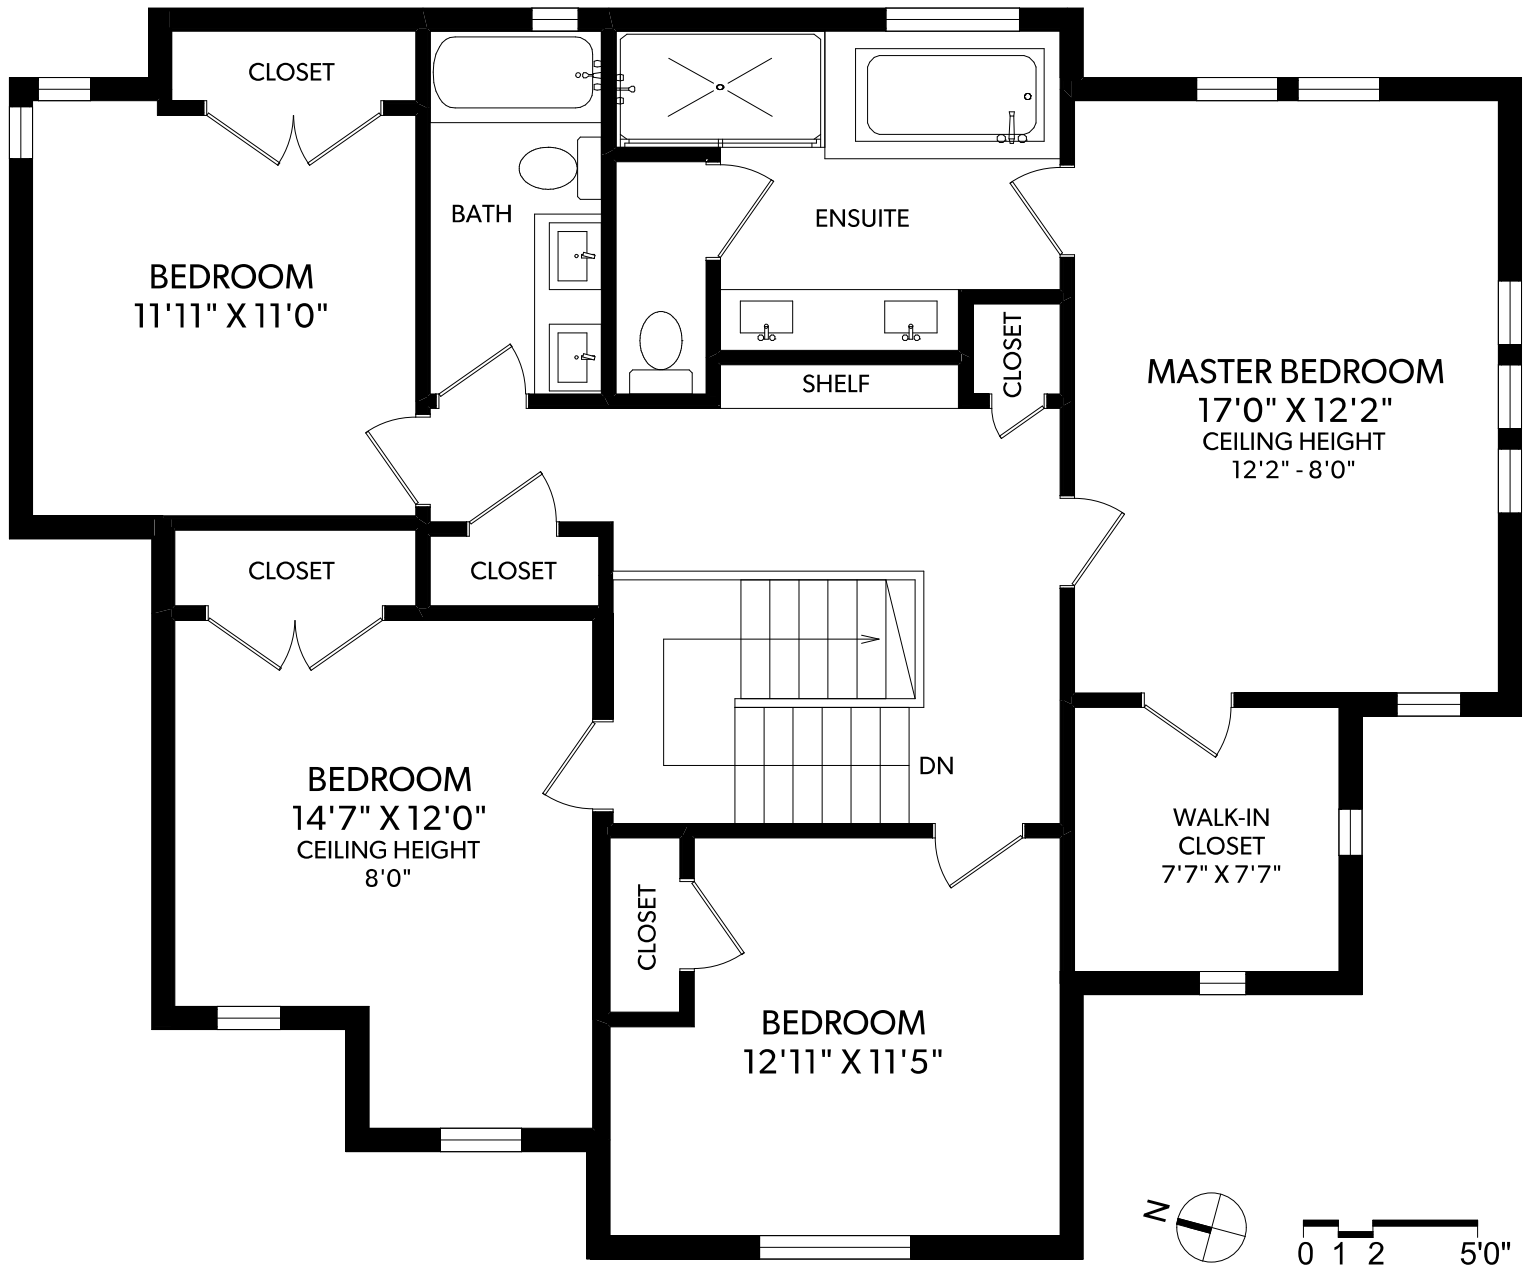 CLOSET
BATH
ENSUITE
BEDROOM
11'11" X 11'0"
CLOSET
SHELF
MASTER BEDROOM
17'0" X 12'2"
CEILING HEIGHT
12'2" - 8'0"
CLOSET
CLOSET
DN
BEDROOM
14'7" X 12'0"
CEILING HEIGHT
8'0"
WALK-IN
CLOSET
7'7" X 7'7"
CLOSET
BEDROOM
12'11" X 11'5"
N
0 1 2 5'0"